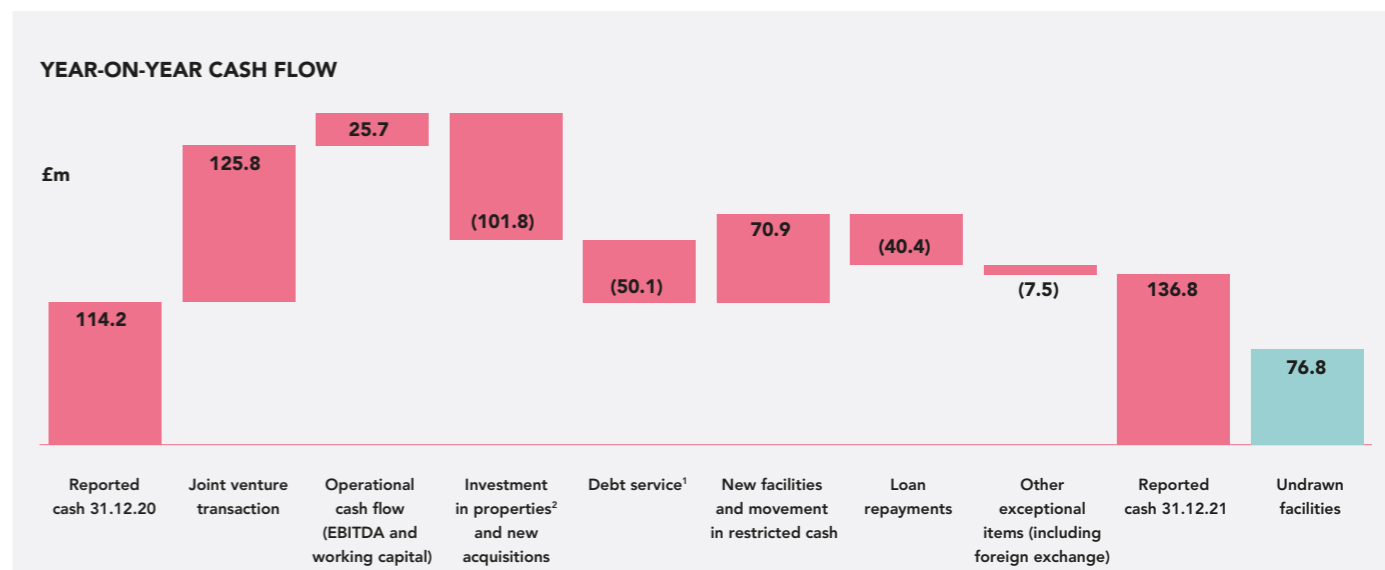 YEAR-ON-YEAR CASH FLOW
£m
114.2
125.8
25.7
(101.8)
(50.1)
70.9
(40.4)
(7.5)
136.8
76.8
Reported
cash 31.12.20
Joint venture
transaction
Operational
cash flow
(EBITDA and
working capital)
Investment
in properties²
and new
acquisitions
Debt service¹
New facilities
and movement
in restricted cash
Loan
repayments
Other
exceptional
items (including
foreign exchange)
Reported
cash 31.12.21
Undrawn
facilities